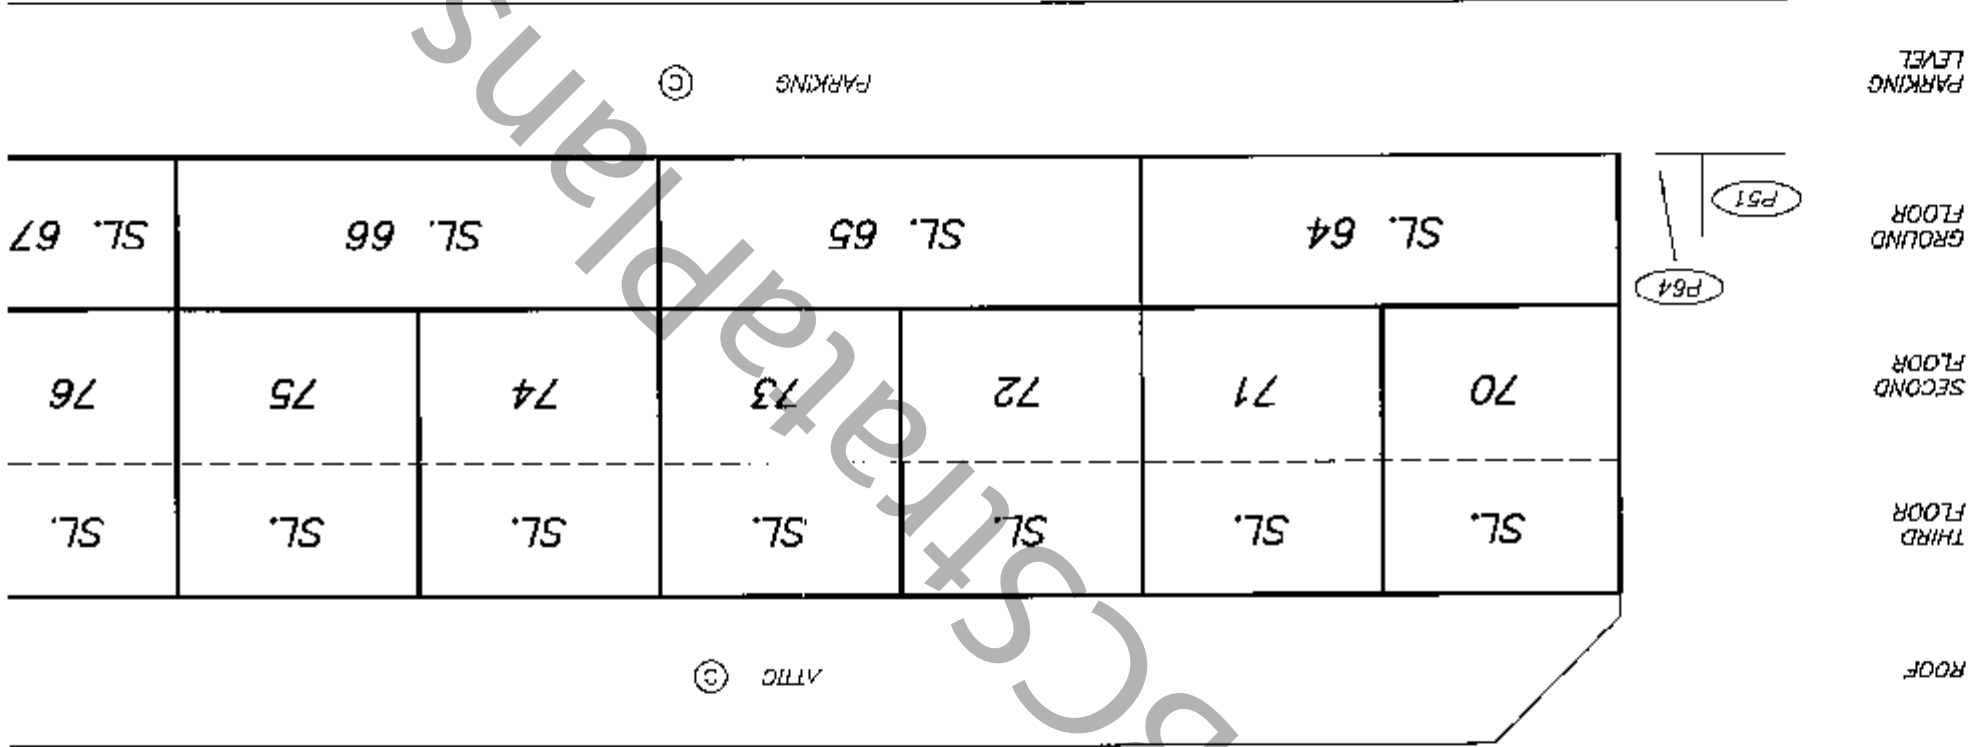 ROOF
ATTIC C
THIRD
FLOOR
SL. SL. SL. SL. SL. SL. SL.
SECOND
FLOOR
70 71 72 73 74 75 76
P64
GROUND
FLOOR
SL. 64 SL. 65 SL. 66 SL. 67
P51
PARKING
LEVEL
PARKING C
BCStrataplans